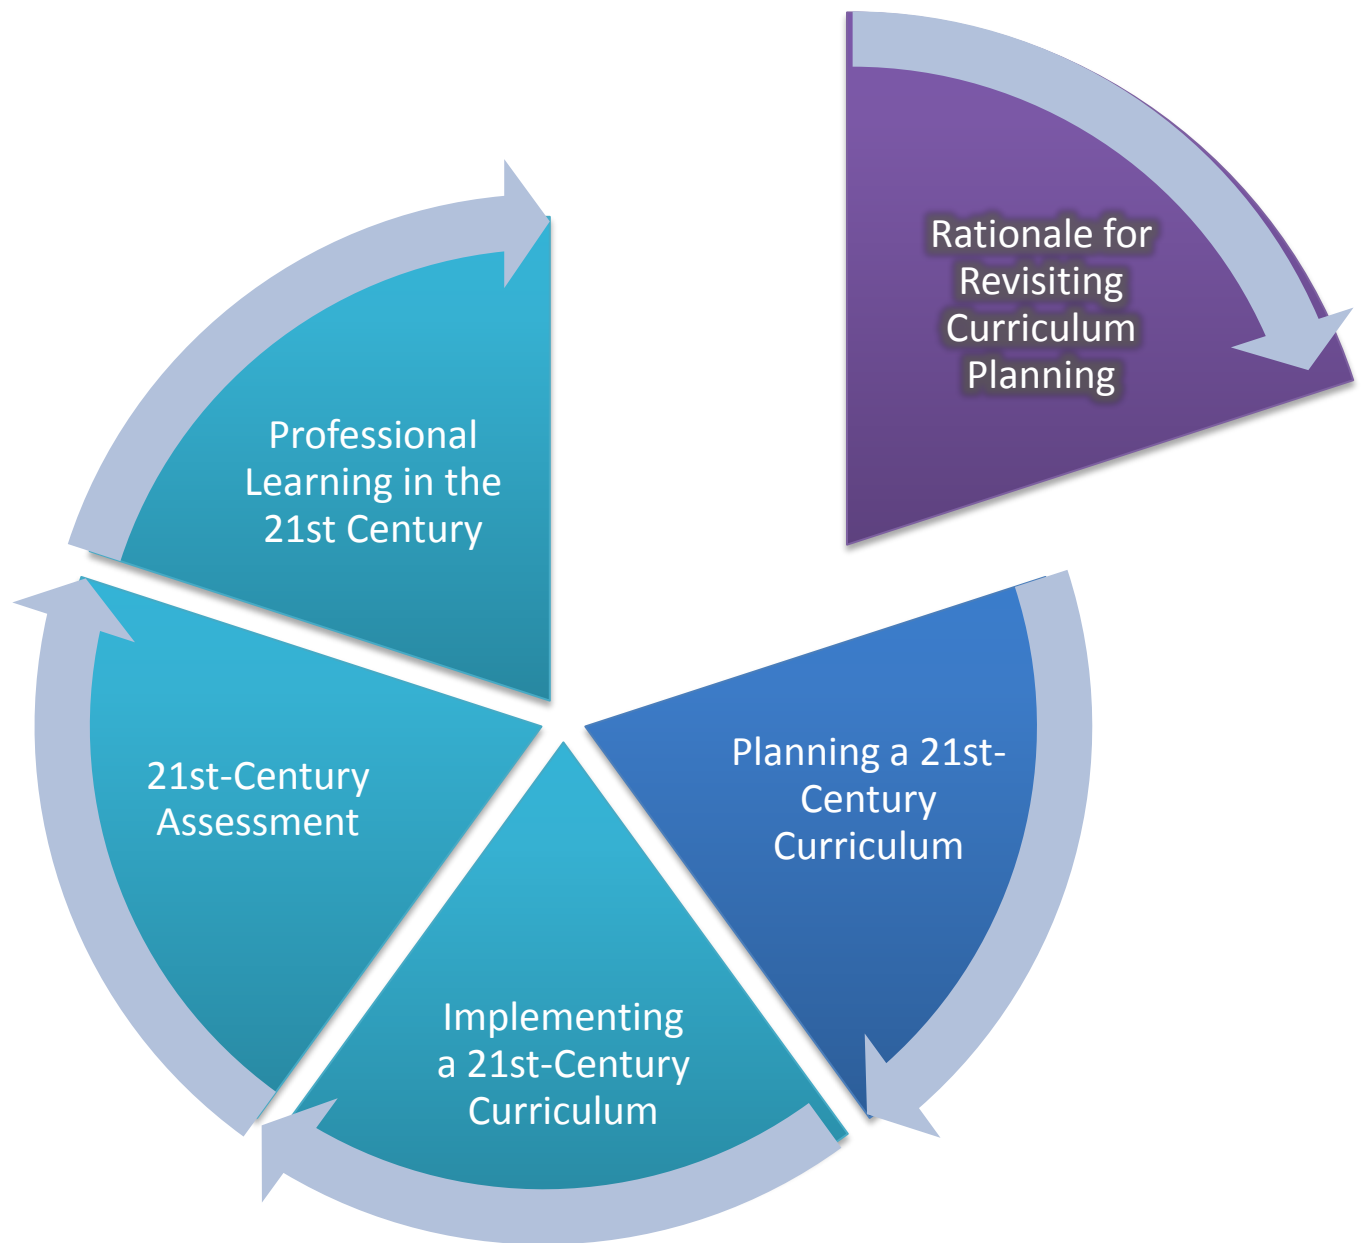 Rationale for
Revisiting
Curriculum
Planning
Planning a 21st-
Century
Curriculum
Implementing
a 21st-Century
Curriculum
21st-Century
Assessment
Professional
Learning in the
21st Century